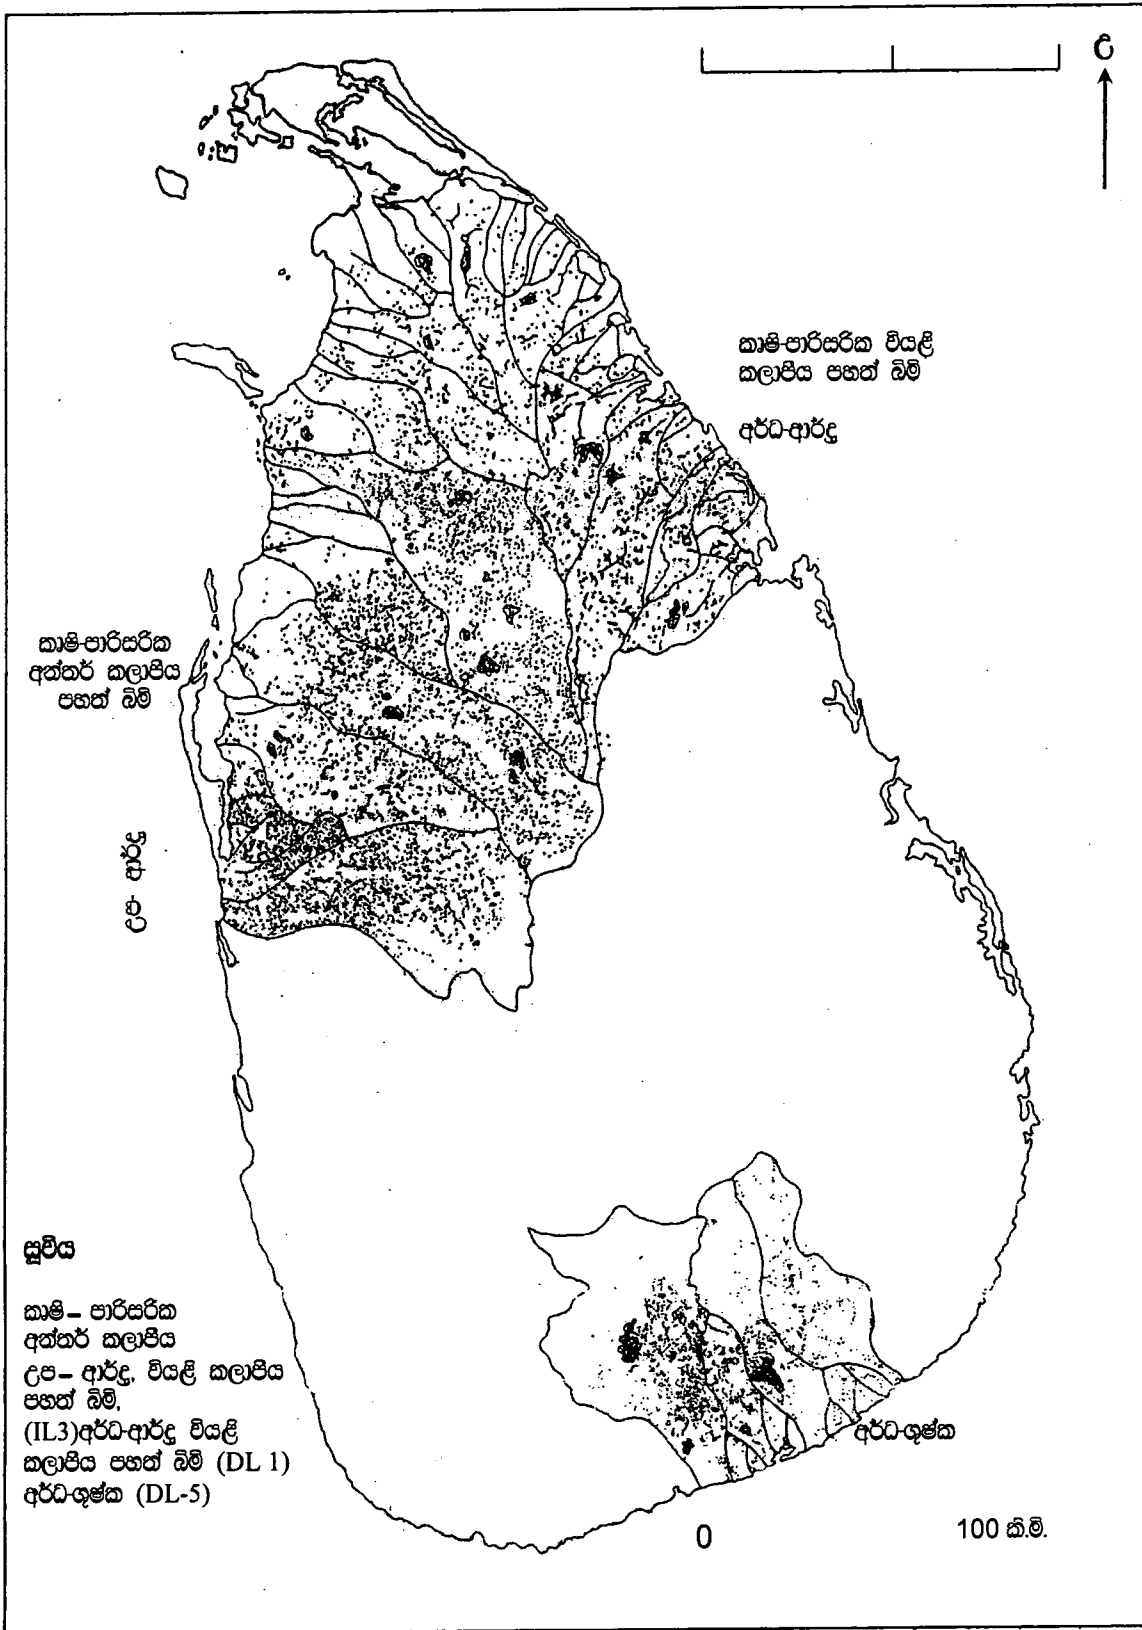 උ
කෘෂි-පාරිසරික වියළි
කලාපීය පහත් බිම්
අර්ධ-ආර්ද්‍ර
කෘෂි-පාරිසරික
අන්තර් කලාපීය
පහත් බිම්
උප- ආර්ද්‍ර
සූචිය
කෘෂි– පාරිසරික
අන්තර් කලාපීය
උප– ආර්ද්‍ර, වියළි කලාපීය
පහත් බිම්,
(IL3)අර්ධ-ආර්ද්‍ර වියළි
කලාපීය පහත් බිම් (DL 1)
අර්ධ-ශුෂ්ක (DL-5)
අර්ධ-ශුෂ්ක
0 100 කි.මී.